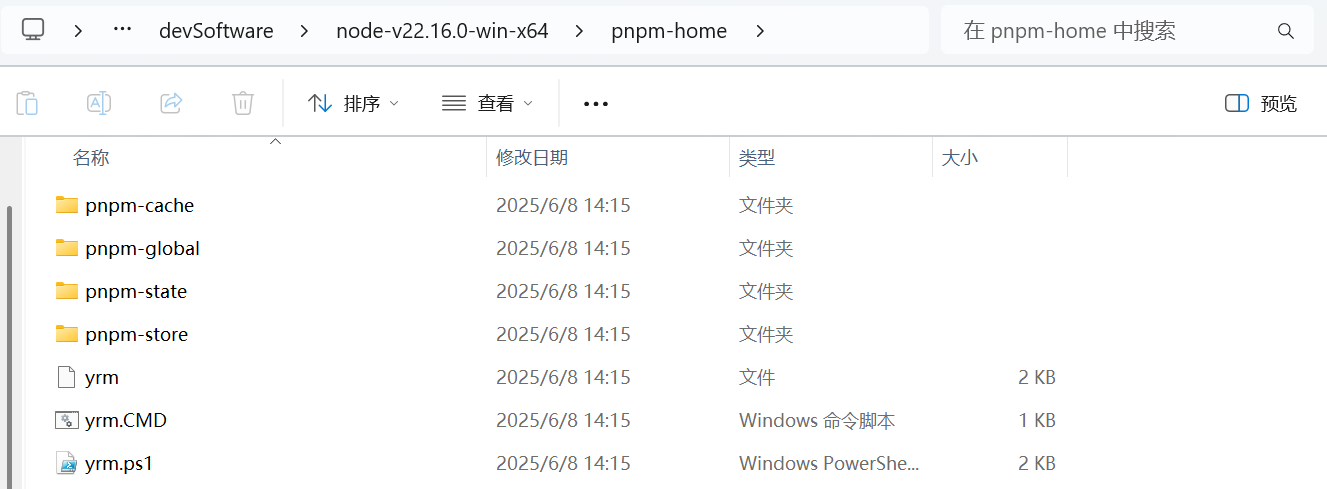 … devSoftware > node-v22.16.0-win-x64 > pnpm-home > 在 pnpm-home 中搜索
排序 查看 … 预览
名称 修改日期 类型 大小
pnpm-cache 2025/6/8 14:15 文件夹
pnpm-global 2025/6/8 14:15 文件夹
pnpm-state 2025/6/8 14:15 文件夹
pnpm-store 2025/6/8 14:15 文件夹
yrm 2025/6/8 14:15 文件 2 KB
yrm.CMD 2025/6/8 14:15 Windows 命令脚本 1 KB
yrm.ps1 2025/6/8 14:15 Windows PowerShe... 2 KB